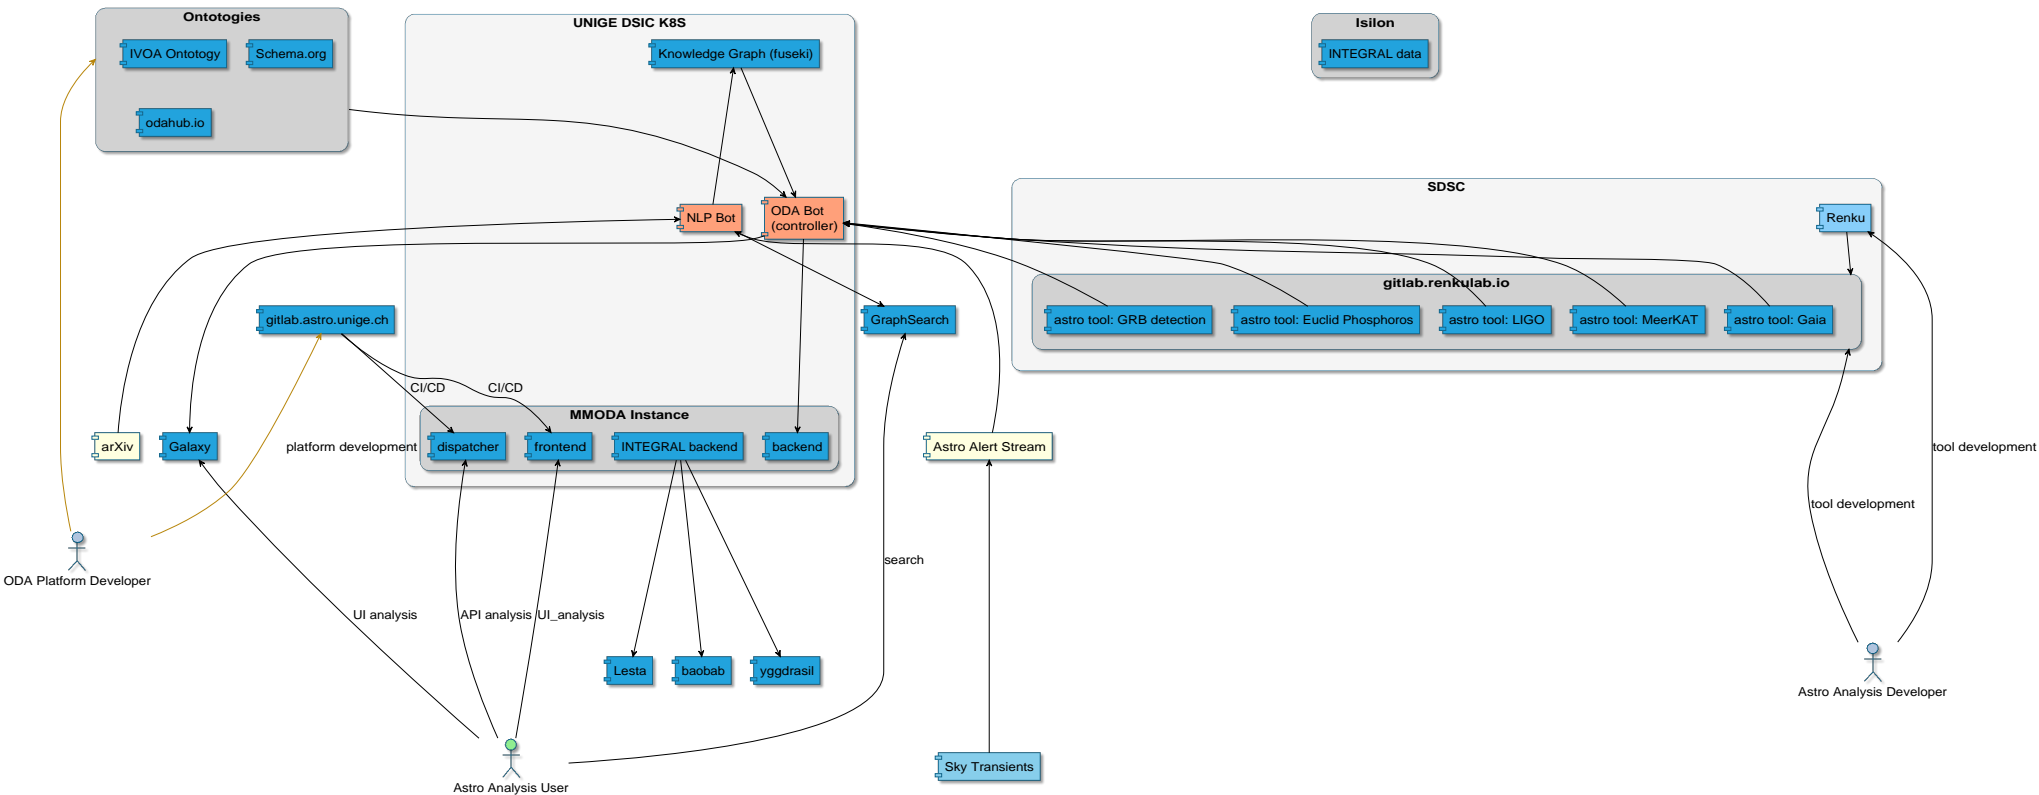 Ontotogies
UNIGE DSIC K8S
Isilon
IVOA Ontotogy
Schema.org
Knowledge Graph (fuseki)
INTEGRAL data
odahub.io
SDSC
NLP Bot
ODA Bot
(controller)
Renku
gitlab.renkulab.io
gitlab.astro.unige.ch
GraphSearch
astro tool: GRB detection
astro tool: Euclid Phosphoros
astro tool: LIGO
astro tool: MeerKAT
astro tool: Gaia
CI/CD
CI/CD
MMODA Instance
arXiv
Galaxy
platform development
dispatcher
frontend
INTEGRAL backend
backend
Astro Alert Stream
tool development
tool development
search
ODA Platform Developer
UI analysis
API analysis
UI_analysis
Lesta
baobab
yggdrasil
Astro Analysis Developer
Sky Transients
Astro Analysis User